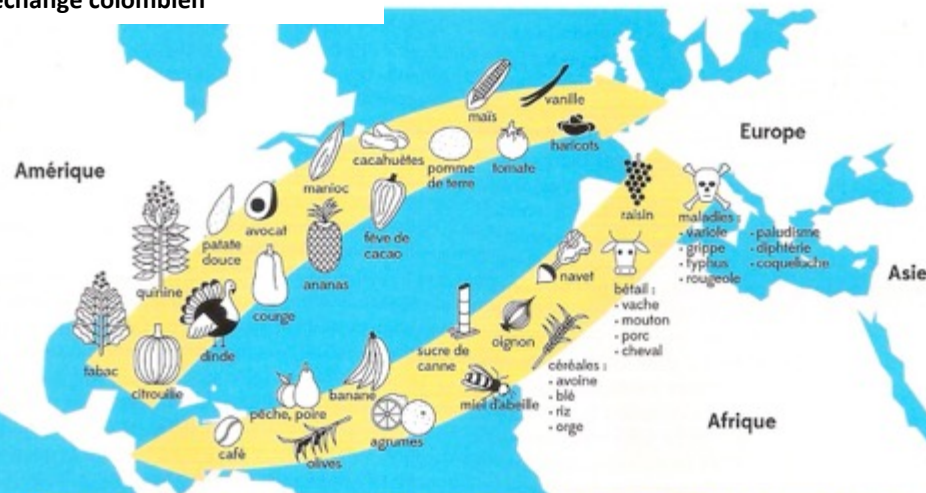 échange colombien
Amérique
Europe
Asie
Afrique
maïs
vanille
cacahuètes
pomme
de terre
tomate
haricots
manioc
avocat
patate
douce
fève de
cacao
ananas
quinine
courge
dinde
tabac
citrouille
raisin
maladies :
- variole
- grippe
- typhus
- rougeole
- paludisme
- diphtérie
- coqueluche
navet
bétail :
- vache
- mouton
- porc
- cheval
oignon
sucre de
canne
céréales :
- avoine
- blé
- riz
- orge
miel d'abeille
banane
pêche, poire
agrumes
olives
café